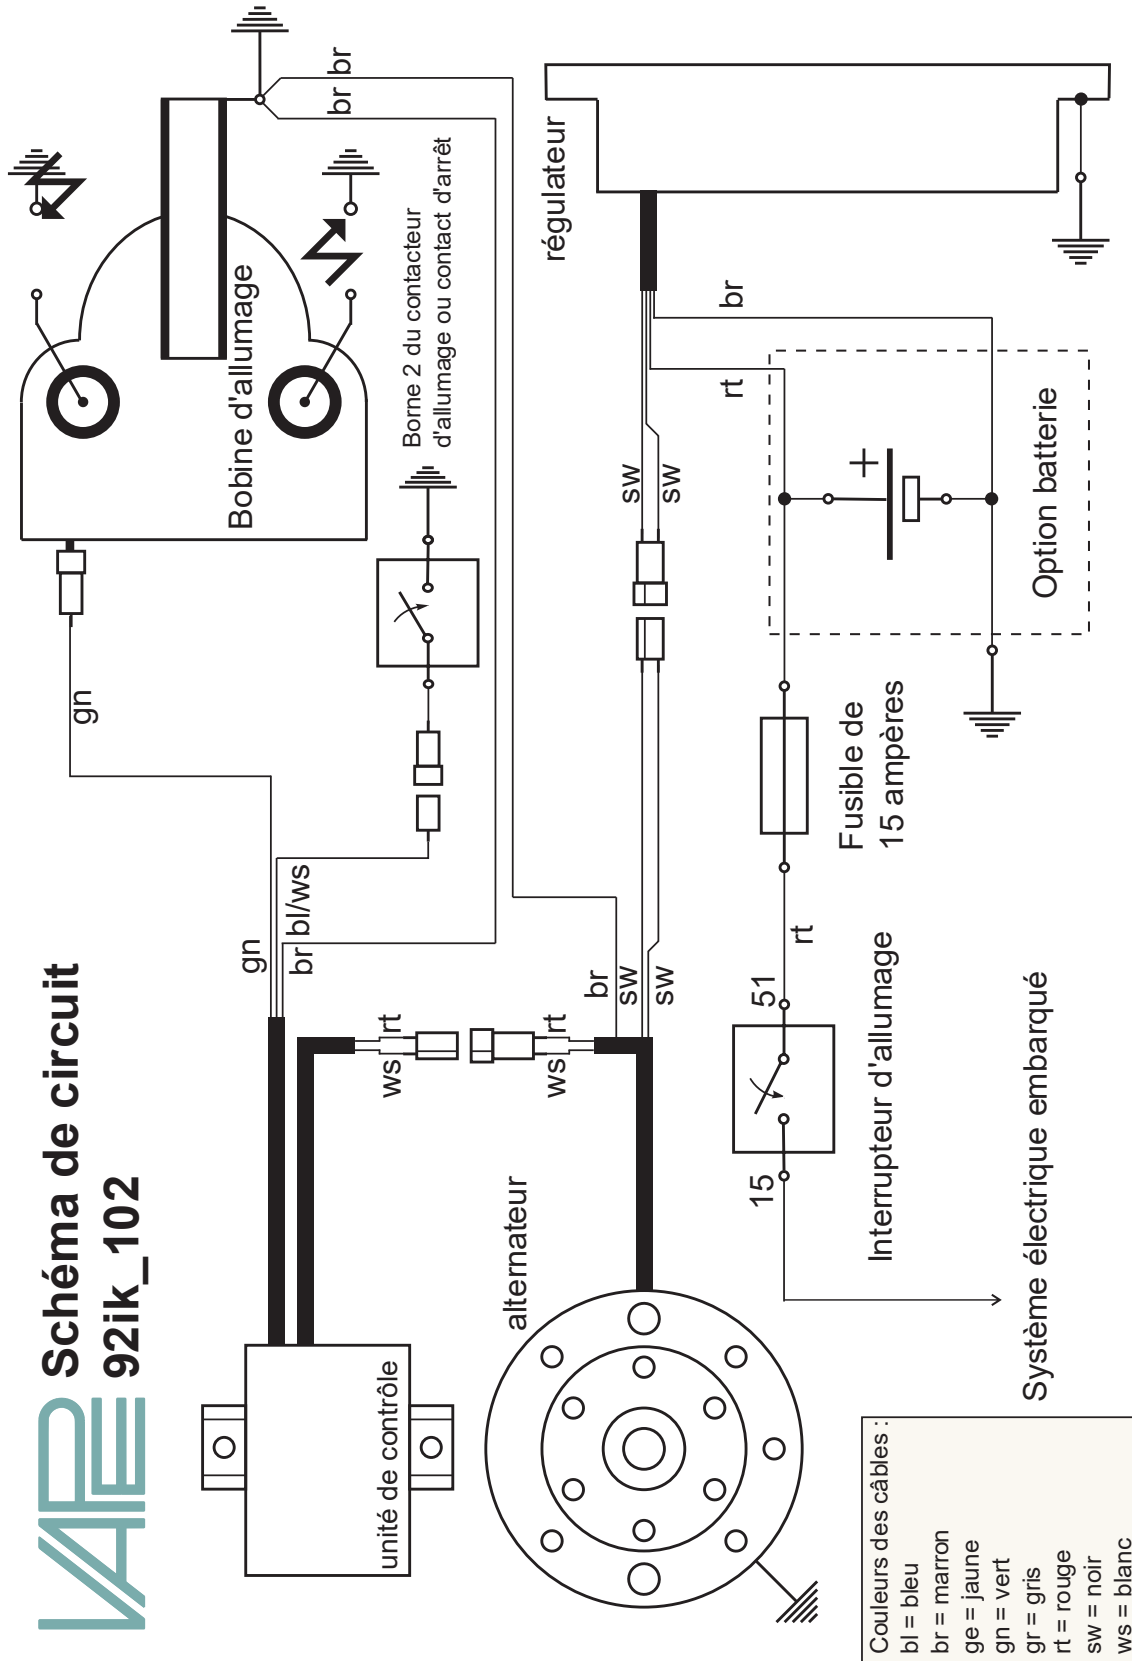 VAPE
Schéma de circuit
92ik_102
br
br
Bobine d'allumage
Borne 2 du contacteur
d'allumage ou contact d'arrêt
gn
gn
bl/ws
br
rt
ws
rt
ws
br
sw
sw
sw
sw
régulateur
br
rt
+
Option batterie
Fusible de
15 ampères
rt
51
15
Interrupteur d'allumage
Système électrique embarqué
unité de contrôle
alternateur
Couleurs des câbles :
bl = bleu
br = marron
ge = jaune
gn = vert
gr = gris
rt = rouge
sw = noir
ws = blanc